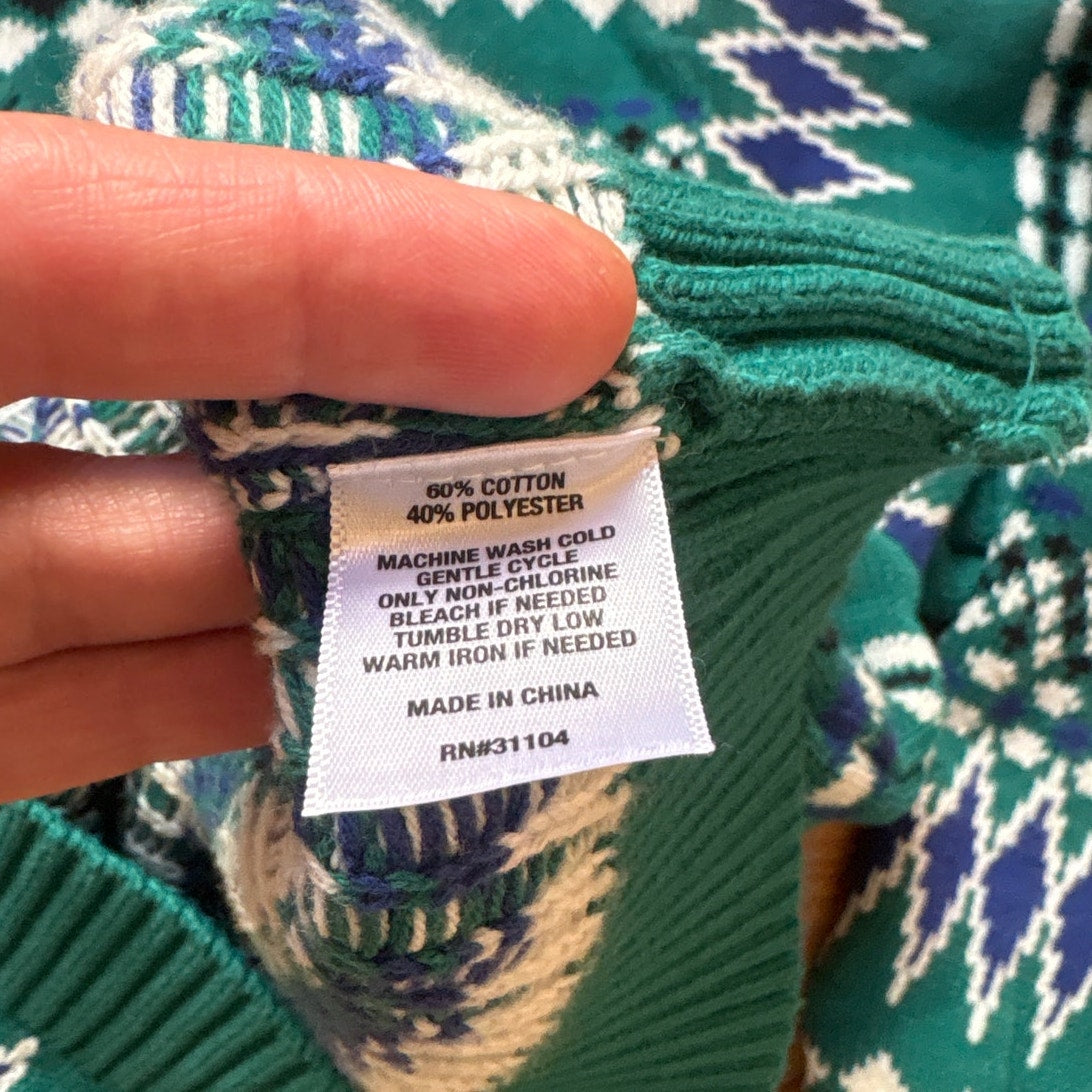 60% COTTON
40% POLYESTER
MACHINE WASH COLD
GENTLE CYCLE
ONLY NON-CHLORINE
BLEACH IF NEEDED
TUMBLE DRY LOW
WARM IRON IF NEEDED
MADE IN CHINA
RN#31104